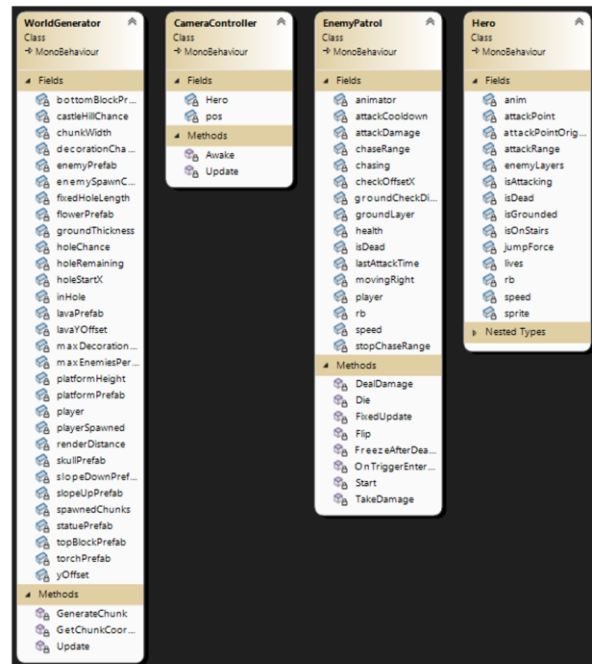 WorldGenerator
Class
MonoBehaviour
Fields
bottomBlockPr...
castleHillChance
chunkWidth
decorationCha...
enemyPrefab
enemySpawnC...
fixedHoleLength
flowerPrefab
groundThickness
holeChance
holeRemaining
holeStartX
inHole
lavaPrefab
lavaYOffset
maxDecoration...
maxEnemiesPer...
platformHeight
platformPrefab
player
playerSpawned
renderDistance
skullPrefab
slopeDownPref...
slopeUpPrefab
spawnedChunks
statuePrefab
topBlockPrefab
torchPrefab
yOffset
Methods
GenerateChunk
GetChunkCoor...
Update
CameraController
Class
MonoBehaviour
Fields
Hero
pos
Methods
Awake
Update
EnemyPatrol
Class
MonoBehaviour
Fields
animator
attackCooldown
attackDamage
chaseRange
chasing
checkOffsetX
groundCheckDi...
groundLayer
health
isDead
lastAttackTime
movingRight
player
rb
speed
stopChaseRange
Methods
DealDamage
Die
FixedUpdate
Flip
FreezeAfterDea...
OnTriggerEnter...
Start
TakeDamage
Hero
Class
MonoBehaviour
Fields
anim
attackPoint
attackPointOrig...
attackRange
enemyLayers
isAttacking
isDead
isGrounded
isOnStairs
jumpForce
lives
rb
speed
sprite
Nested Types